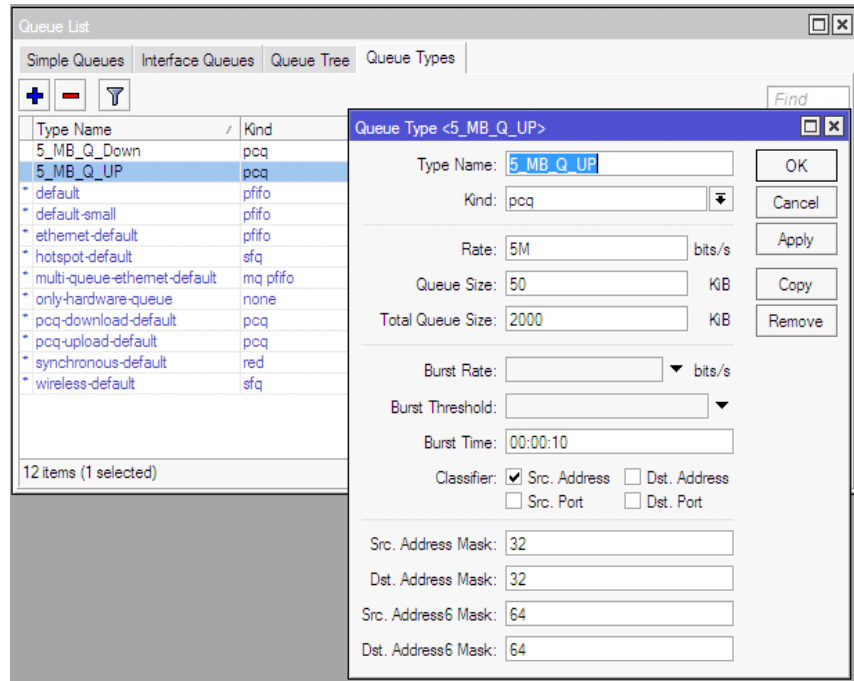 Queue List
Simple Queues Interface Queues Queue Tree Queue Types
Find
Type Name Kind
5_MB_Q_Down pcq
5_MB_Q_UP pcq
* default pfifo
* default-small pfifo
* ethernet-default pfifo
* hotspot-default sfq
* multi-queue-ethernet-default mq pfifo
* only-hardware-queue none
* pcq-download-default pcq
* pcq-upload-default pcq
* synchronous-default red
* wireless-default sfq
12 items (1 selected)
Queue Type <5_MB_Q_UP>
Type Name: 5_MB_Q_UP
Kind: pcq
Rate: 5M bits/s
Queue Size: 50 KiB
Total Queue Size: 2000 KiB
Burst Rate: bits/s
Burst Threshold:
Burst Time: 00:00:10
Classifier: Src. Address Dst. Address
Src. Port Dst. Port
Src. Address Mask: 32
Dst. Address Mask: 32
Src. Address6 Mask: 64
Dst. Address6 Mask: 64
OK
Cancel
Apply
Copy
Remove